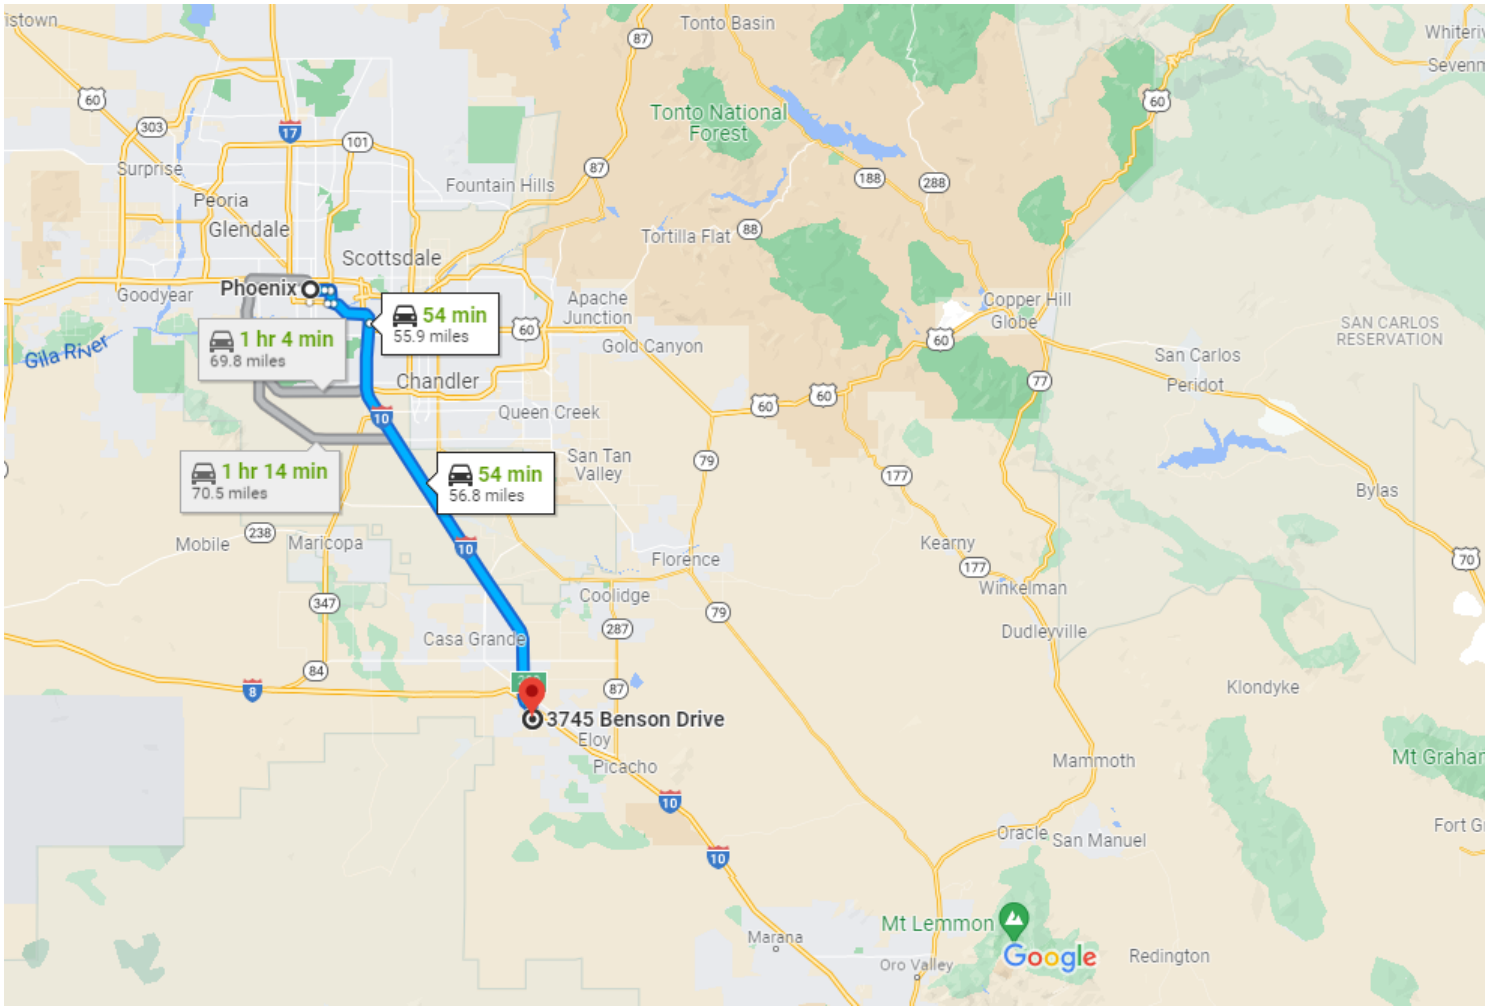 istown
Tonto Basin
87
Whiteriv
Sevenm
60
60
303
17
101
Tonto National
Forest
Surprise
87
188
288
Fountain Hills
Peoria
Glendale
Tortilla Flat
88
Scottsdale
Phoenix
Goodyear
Apache
Junction
Copper Hill
Globe
54 min
55.9 miles
60
60
SAN CARLOS
RESERVATION
Gila River
1 hr 4 min
69.8 miles
Gold Canyon
San Carlos
Peridot
Chandler
77
60
60
10
Queen Creek
San Tan
Valley
79
177
1 hr 14 min
70.5 miles
54 min
56.8 miles
Bylas
238
Mobile
Maricopa
10
Florence
Kearny
177
70
Winkelman
Coolidge
347
79
287
Dudleyville
Casa Grande
84
8
87
Klondyke
3745 Benson Drive
Eloy
Picacho
Mammoth
Mt Graham
10
Oracle
San Manuel
Fort G
10
Mt Lemmon
Marana
Oro Valley
Google
Redington